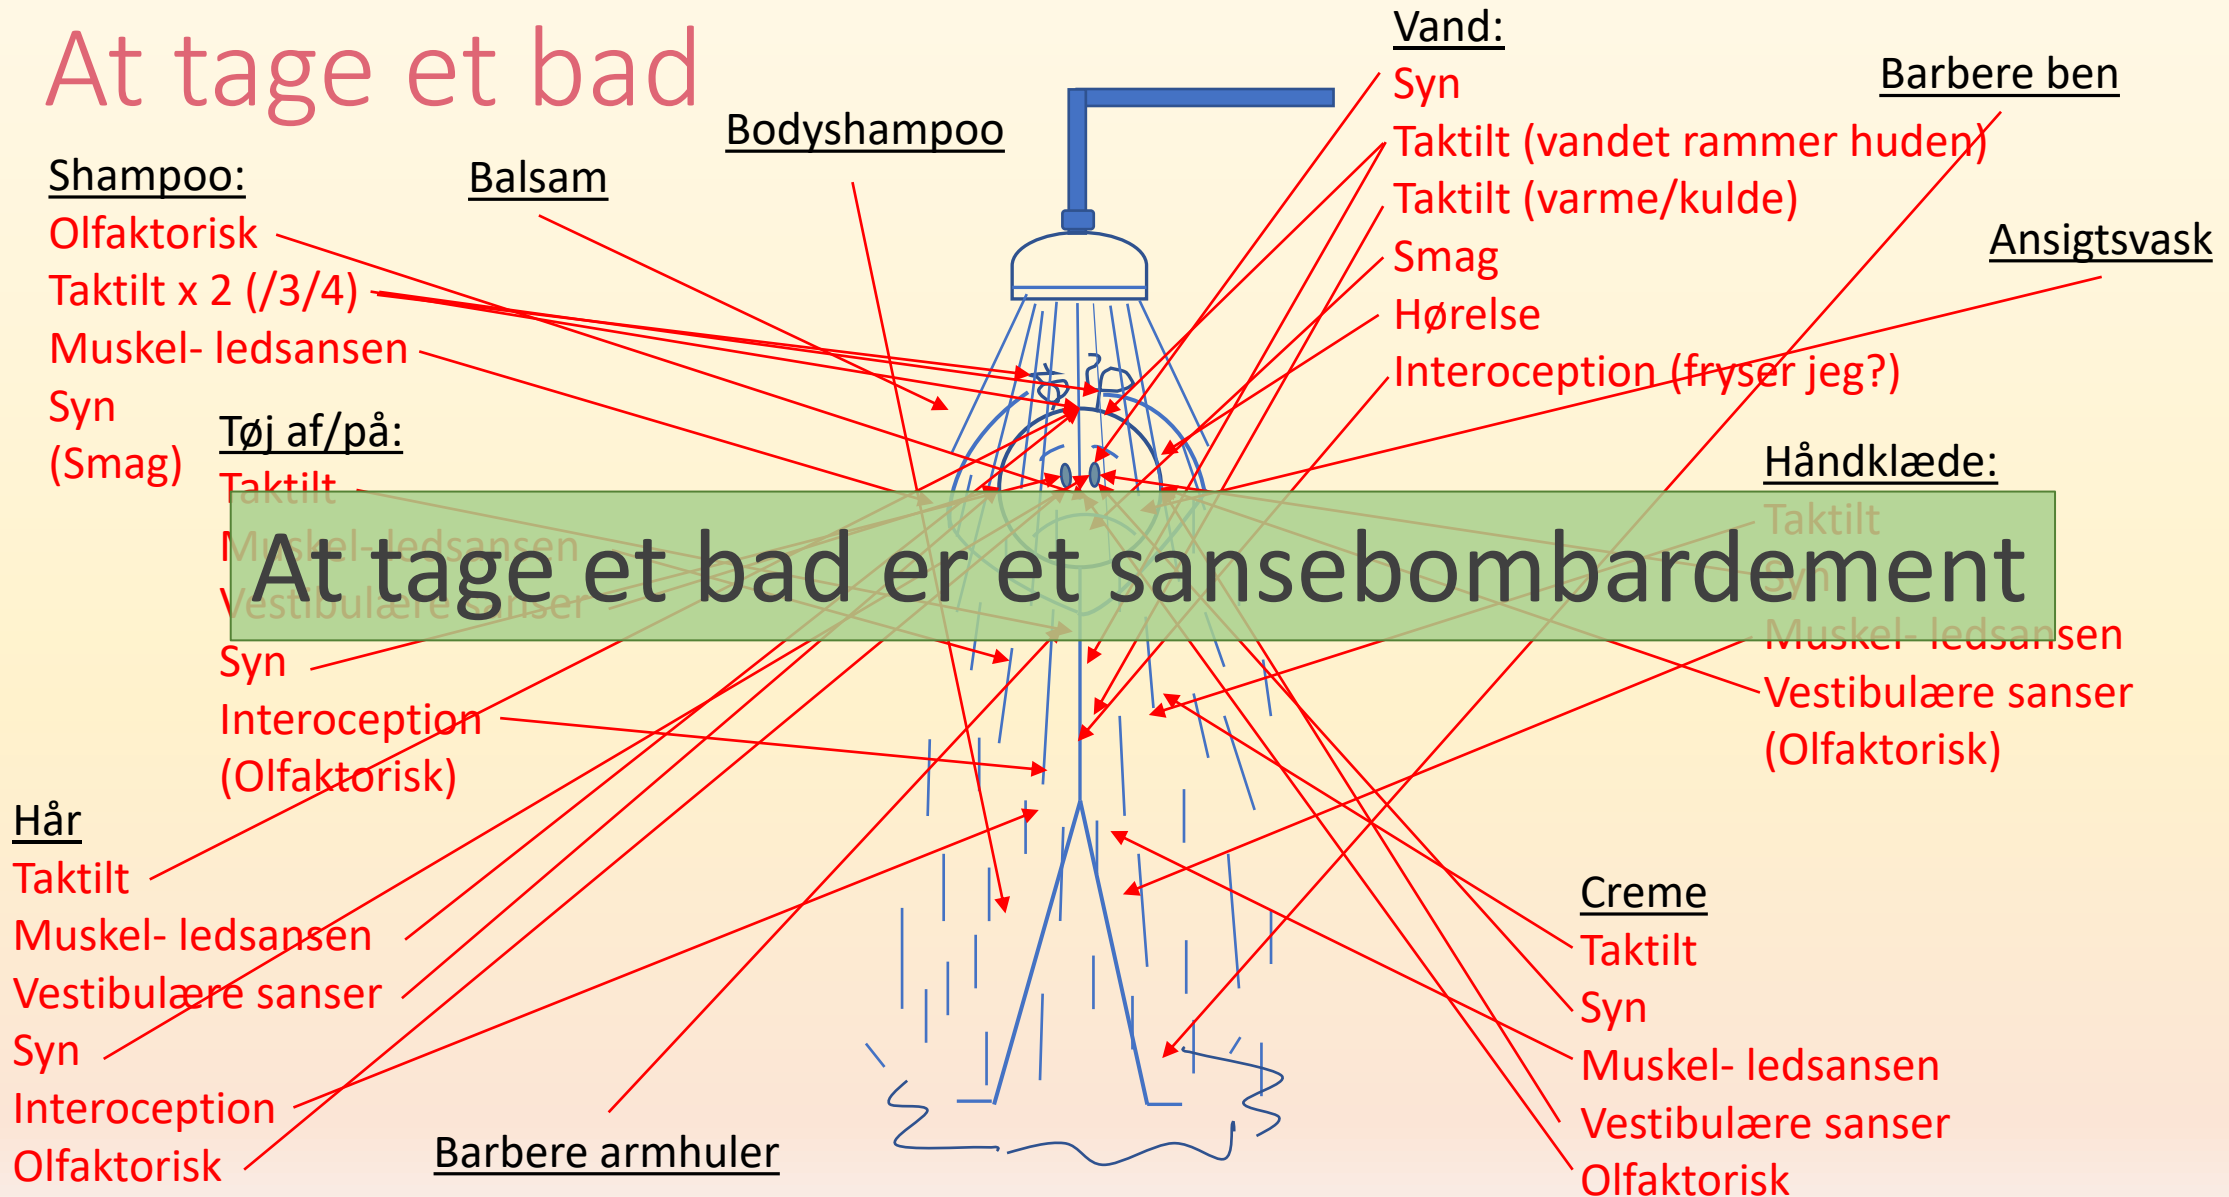 At tage et bad
Shampoo:
Olfaktorisk
Taktilt x 2 (/3/4)
Muskel- ledsansen
Syn
(Smag)
Balsam
Bodyshampoo
Vand:
Syn
Taktilt (vandet rammer huden)
Taktilt (varme/kulde)
Smag
Hørelse
Interoception (fryser jeg?)
Barbere ben
Ansigtsvask
Tøj af/på:
Taktilt
Muskel- ledsansen
Vestibulære sanser
Syn
Interoception
(Olfaktorisk)
At tage et bad er et sansebombardement
Håndklæde:
Taktilt
Syn
Muskel- ledsansen
Vestibulære sanser
(Olfaktorisk)
Hår
Taktilt
Muskel- ledsansen
Vestibulære sanser
Syn
Interoception
Olfaktorisk
Barbere armhuler
Creme
Taktilt
Syn
Muskel- ledsansen
Vestibulære sanser
Olfaktorisk